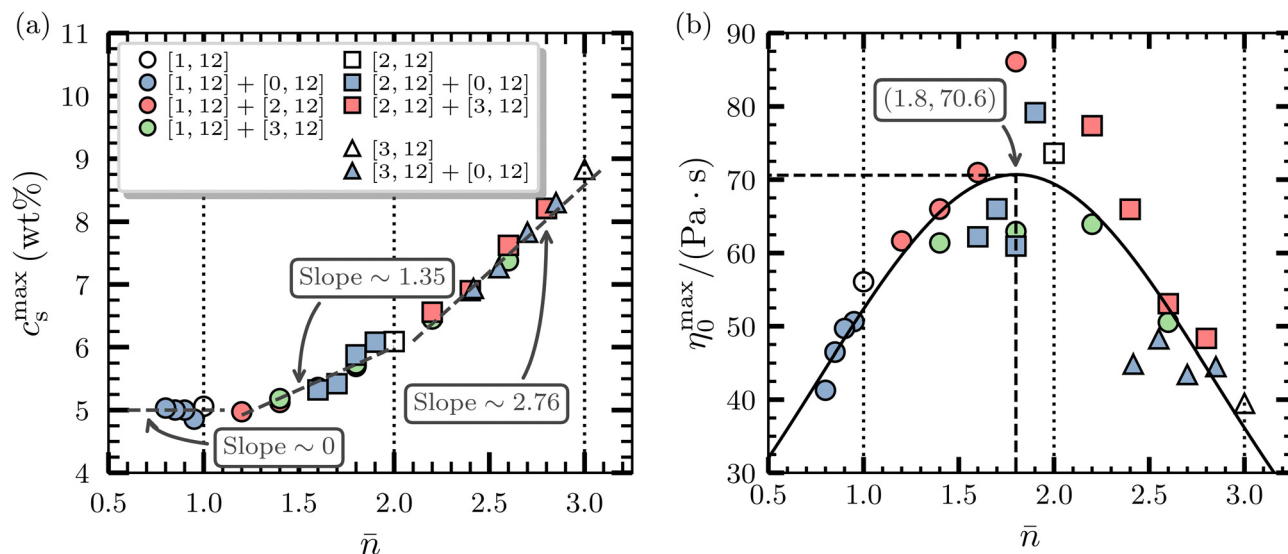 (a)
11
10
9
8
7
6
5
4
c_s^max (wt%)
[1, 12]
[1, 12] + [0, 12]
[1, 12] + [2, 12]
[1, 12] + [3, 12]
[2, 12]
[2, 12] + [0, 12]
[2, 12] + [3, 12]
[3, 12]
[3, 12] + [0, 12]
Slope ∼ 1.35
Slope ∼ 2.76
Slope ∼ 0
0.5 1.0 1.5 2.0 2.5 3.0
n̄
(b)
90
80
70
60
50
40
30
η_0^max/(Pa · s)
(1.8, 70.6)
0.5 1.0 1.5 2.0 2.5 3.0
n̄